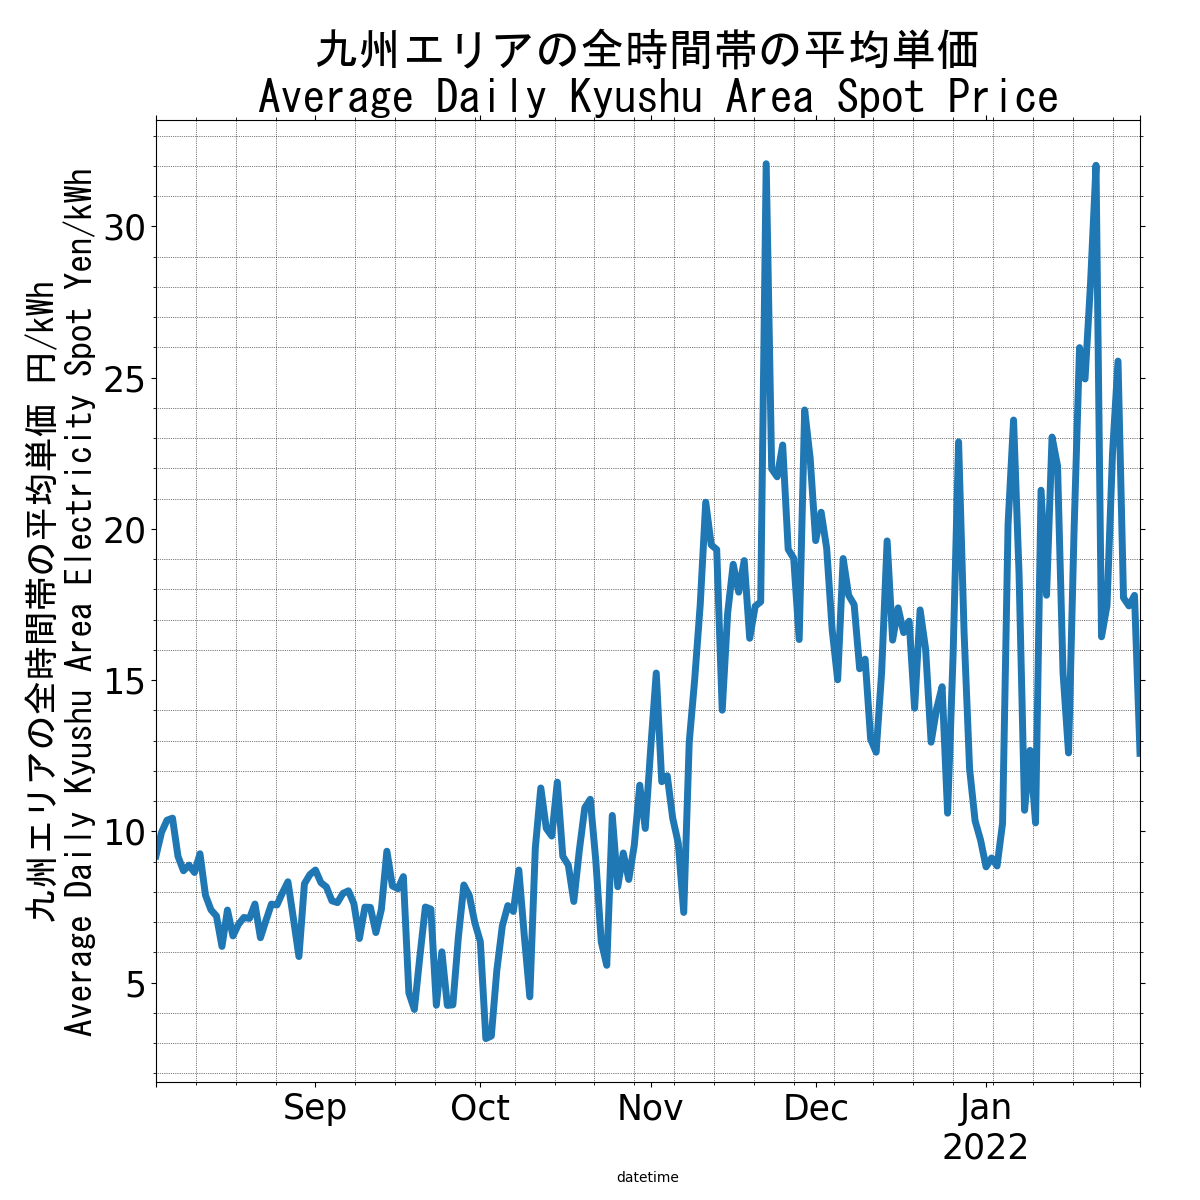 九州エリアの全時間帯の平均単価
Average Daily Kyushu Area Spot Price
九州エリアの全時間帯の平均単価 円/kWh
Average Daily Kyushu Area Electricity Spot Yen/kWh
30
25
20
15
10
5
Sep
Oct
Nov
Dec
Jan
2022
datetime